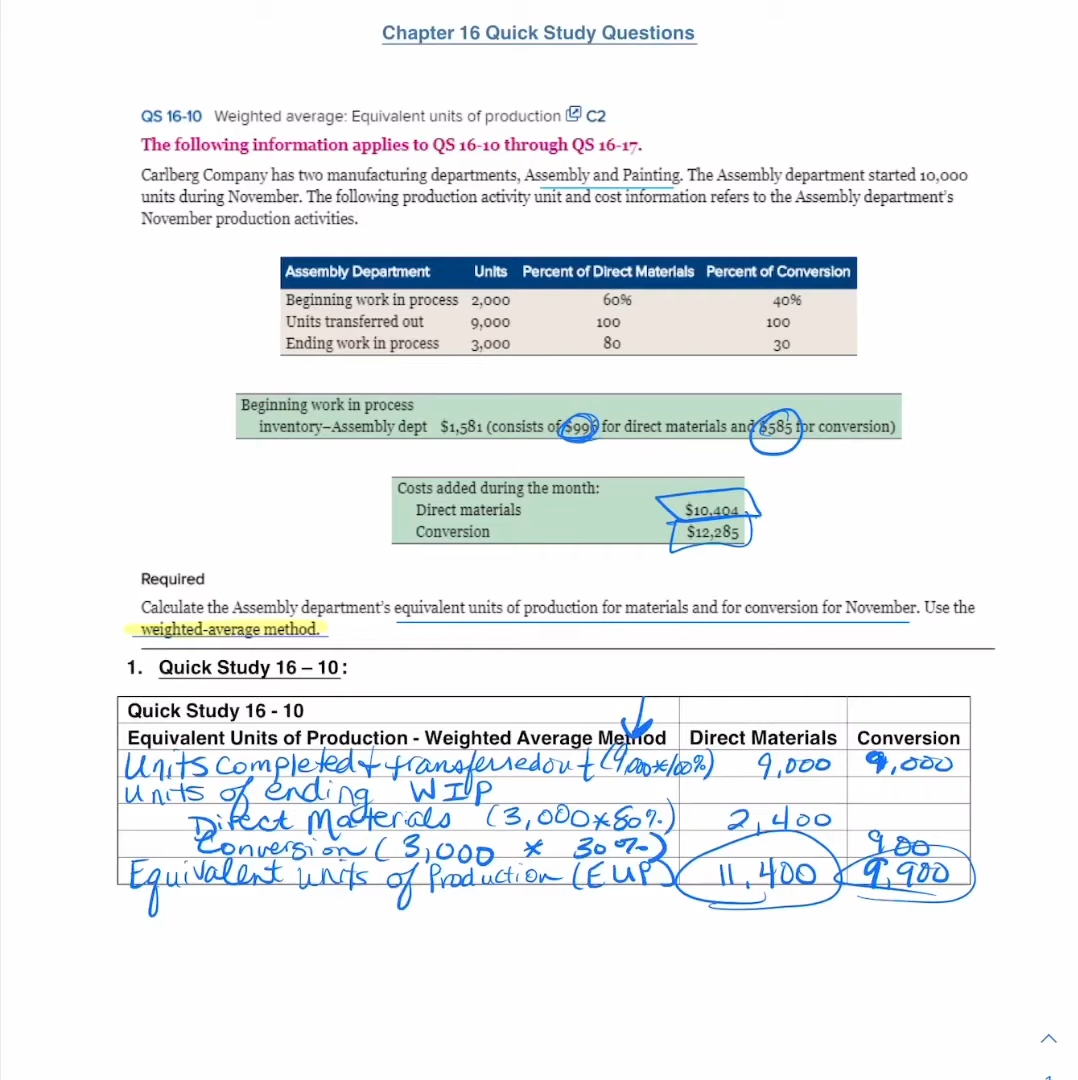 Chapter 16 Quick Study Questions
QS 16-10 Weighted average: Equivalent units of production C2
The following information applies to QS 16-10 through QS 16-17.
Carlberg Company has two manufacturing departments, Assembly and Painting. The Assembly department started 10,000
units during November. The following production activity unit and cost information refers to the Assembly department's
November production activities.
Assembly Department Units Percent of Direct Materials Percent of Conversion
Beginning work in process 2,000 60% 40%
Units transferred out 9,000 100 100
Ending work in process 3,000 80 30
Beginning work in process
inventory–Assembly dept $1,581 (consists of $996 for direct materials and $585 for conversion)
Costs added during the month:
Direct materials $10,404
Conversion $12,285
Required
Calculate the Assembly department's equivalent units of production for materials and for conversion for November. Use the
weighted-average method.
1. Quick Study 16 – 10:
Quick Study 16 - 10
Equivalent Units of Production - Weighted Average Method Direct Materials Conversion
Units completed + transferred out (9,000*100%) 9,000 9,000
Units of ending WIP
Direct Materials (3,000*80%) 2,400
Conversion (3,000 * 30%) 900
Equivalent units of Production (EUP) 11,400 9,900
1